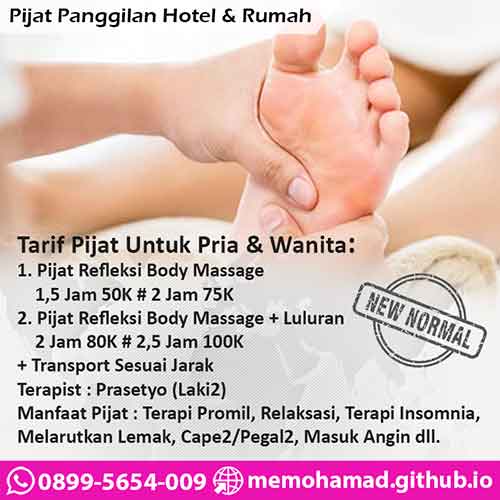 Pijat Panggilan Hotel & Rumah
Tarif Pijat Untuk Pria & Wanita:
1. Pijat Refleksi Body Massage
1,5 Jam 50K # 2 Jam 75K
2. Pijat Refleksi Body Massage + Luluran
2 Jam 80K # 2,5 Jam 100K
+ Transport Sesuai Jarak
NEW NORMAL
Terapist : Prasetyo (Laki2)
Manfaat Pijat : Terapi Promil, Relaksasi, Terapi Insomnia,
Melarutkan Lemak, Cape2/Pegal2, Masuk Angin dll.
0899-5654-009 memohamad.github.io